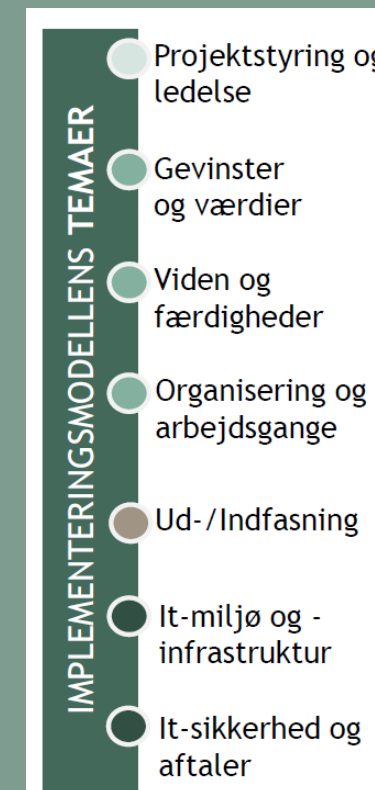 IMPLEMENTERINGSMODELLENS TEMAER
Projektstyring og
ledelse
Gevinster
og værdier
Viden og
færdigheder
Organisering og
arbejdsgange
Ud-/Indfasning
It-miljø og -
infrastruktur
It-sikkerhed og
aftaler